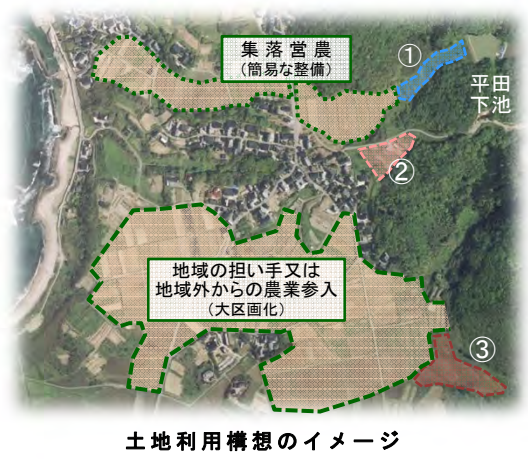 集落営農
（簡易な整備）
①
平田
下池
②
地域の担い手又は
地域外からの農業参入
（大区画化）
③
土地利用構想のイメージ